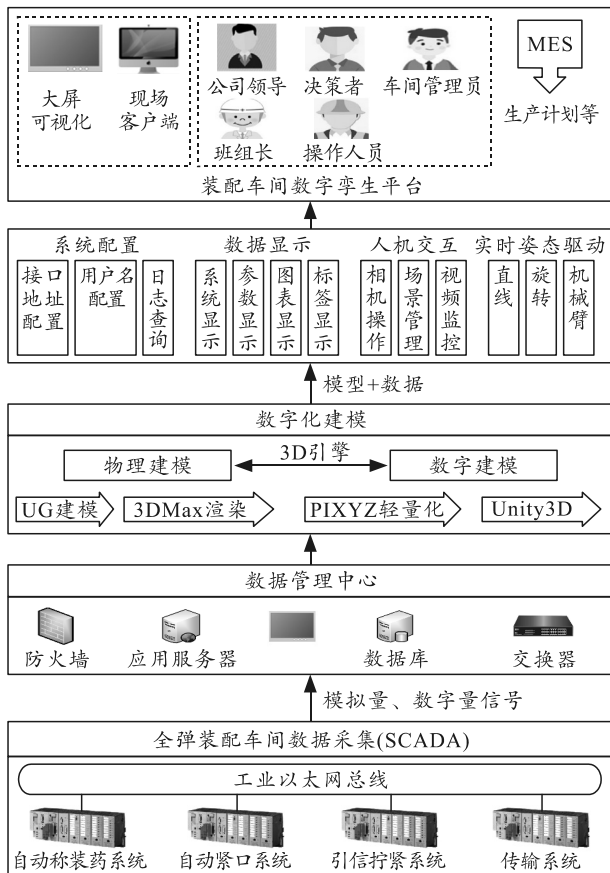 大屏
可视化
现场
客户端
公司领导
决策者
车间管理员
班组长
操作人员
MES
生产计划等
装配车间数字孪生平台
系统配置
接口
地址
配置
用户名
配置
日志查询
数据显示
系统显示
参数显示
图表显示
标签显示
人机交互
相机操作
场景管理
视频监控
实时姿态驱动
直线
旋转
机械臂
模型+数据
数字化建模
物理建模
3D引擎
数字建模
UG建模
3DMax渲染
PIXYZ轻量化
Unity3D
数据管理中心
防火墙
应用服务器
数据库
交换器
模拟量、数字量信号
全弹装配车间数据采集(SCADA)
工业以太网总线
自动称装药系统
自动紧口系统
引信拧紧系统
传输系统